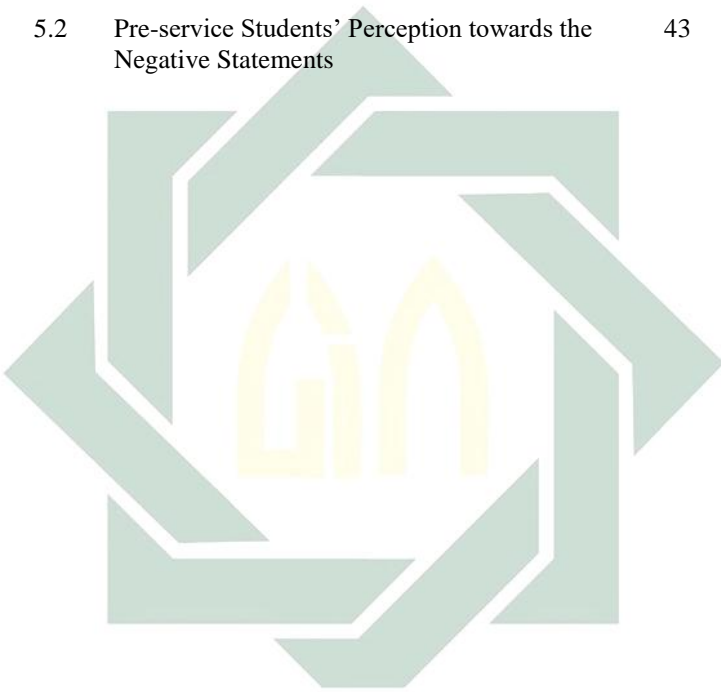 5.2 Pre-service Students’ Perception towards the 43
Negative Statements